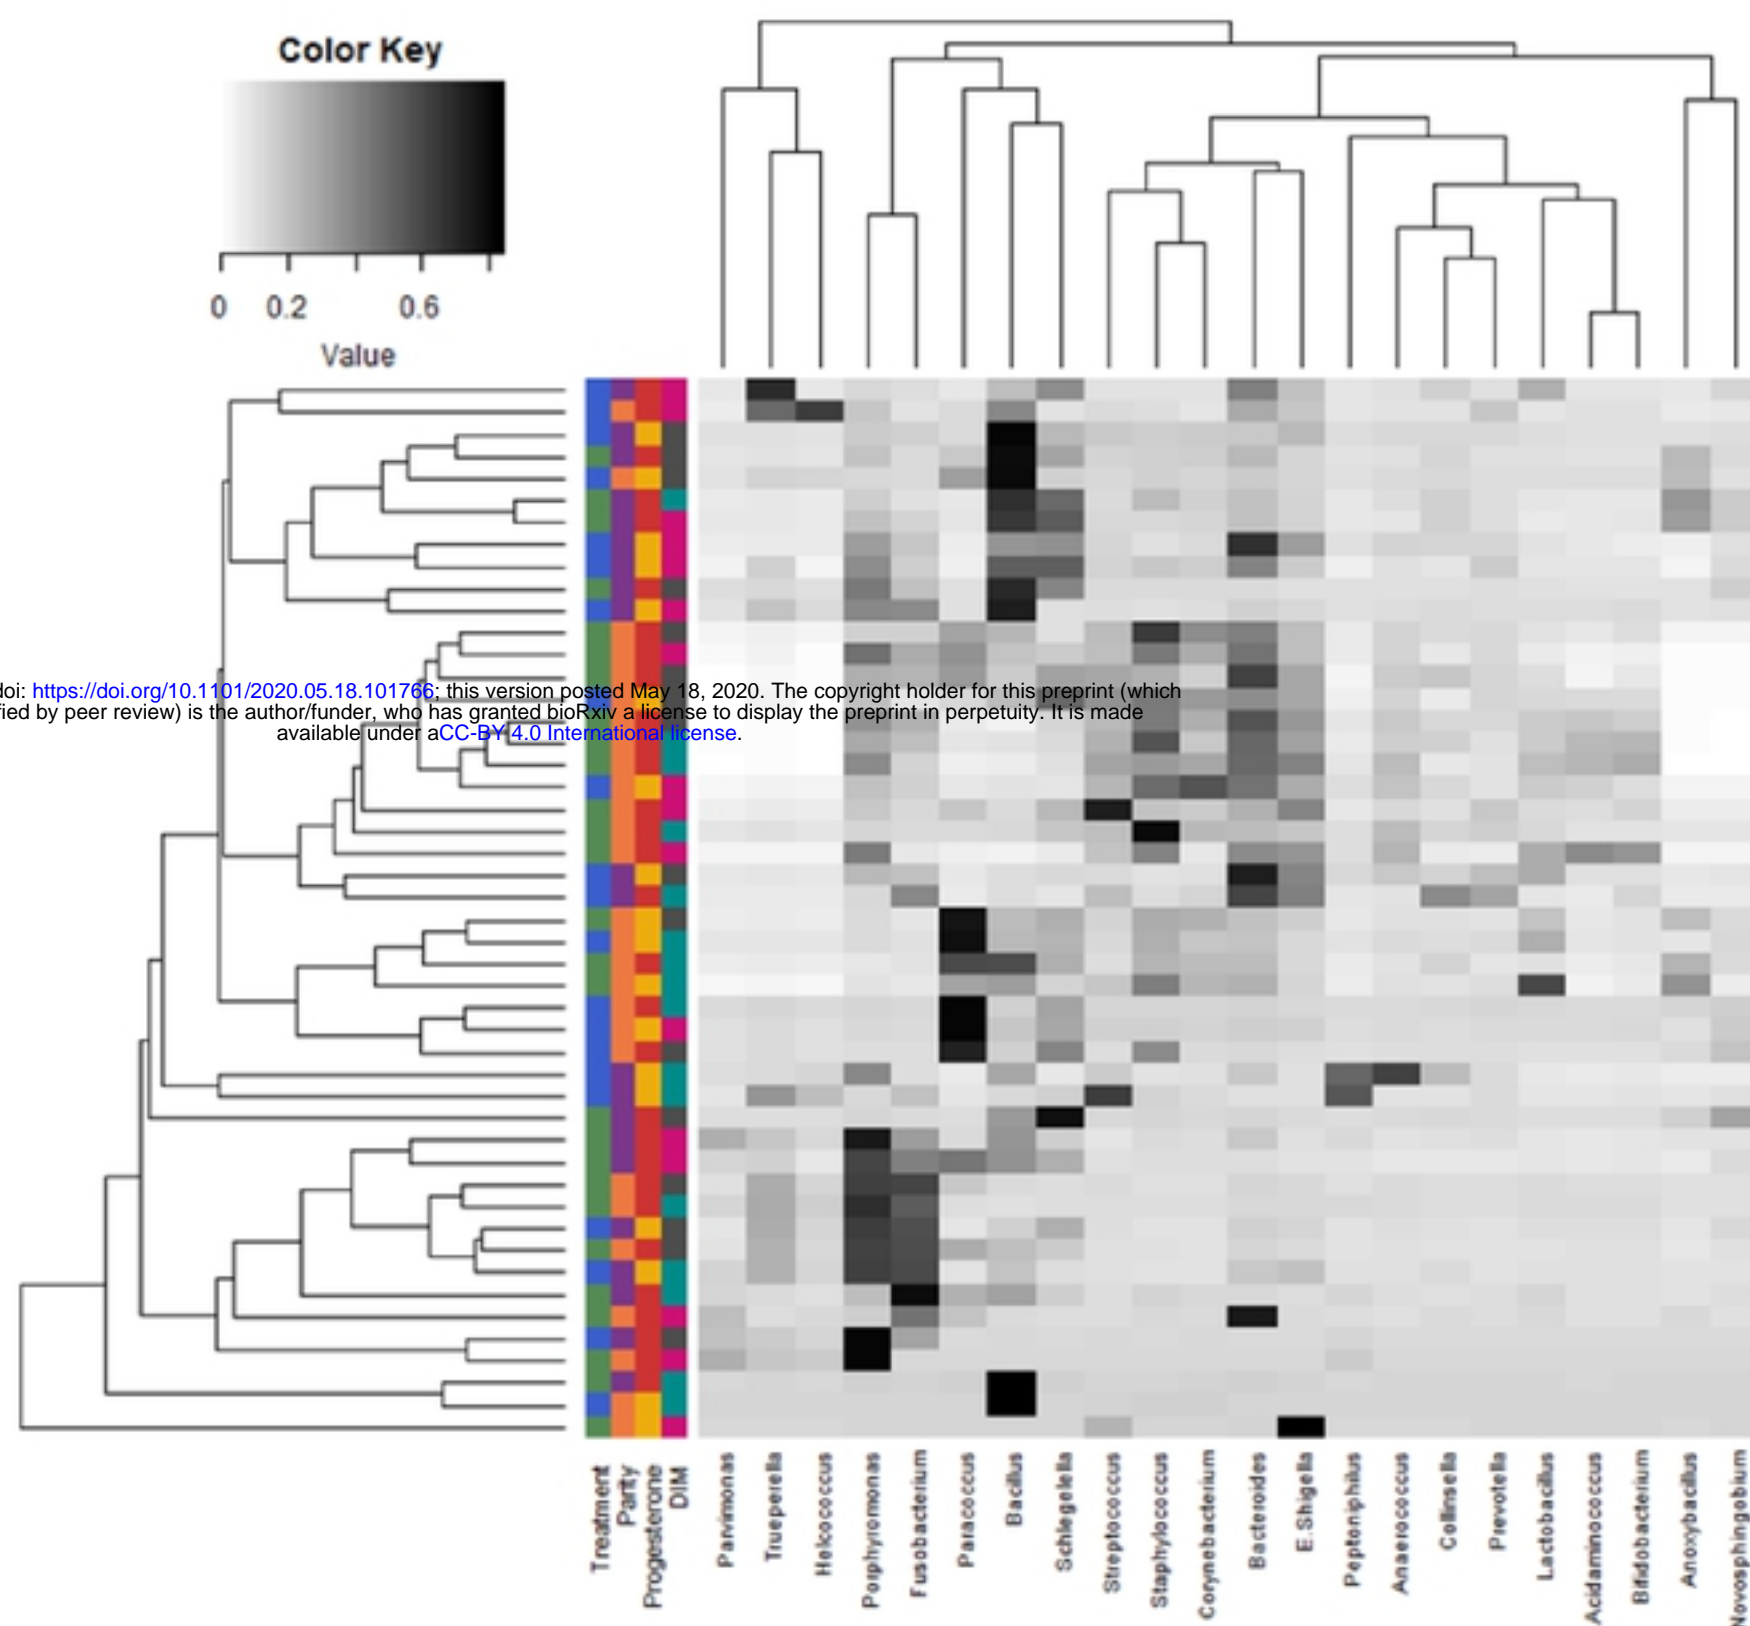 Color Key
0 0.2 0.6
Value
doi: https://doi.org/10.1101/2020.05.18.101766; this version posted May 18, 2020. The copyright holder for this preprint (which
fied by peer review) is the author/funder, who has granted bioRxiv a license to display the preprint in perpetuity. It is made
available under aCC-BY 4.0 International license.
Treatment
Parity
Progesterone
DIM
Parvimonas
Trueperella
Helcococcus
Porphyromonas
Fusobacterium
Paracoccus
Bacillus
Schlegelella
Streptococcus
Staphylococcus
Corynebacterium
Bacteroides
E.Shigella
Peptoniphilus
Anaerococcus
Collinsella
Prevotella
Lactobacillus
Acidaminococcus
Bifidobacterium
Anoxybacillus
Novosphingobium